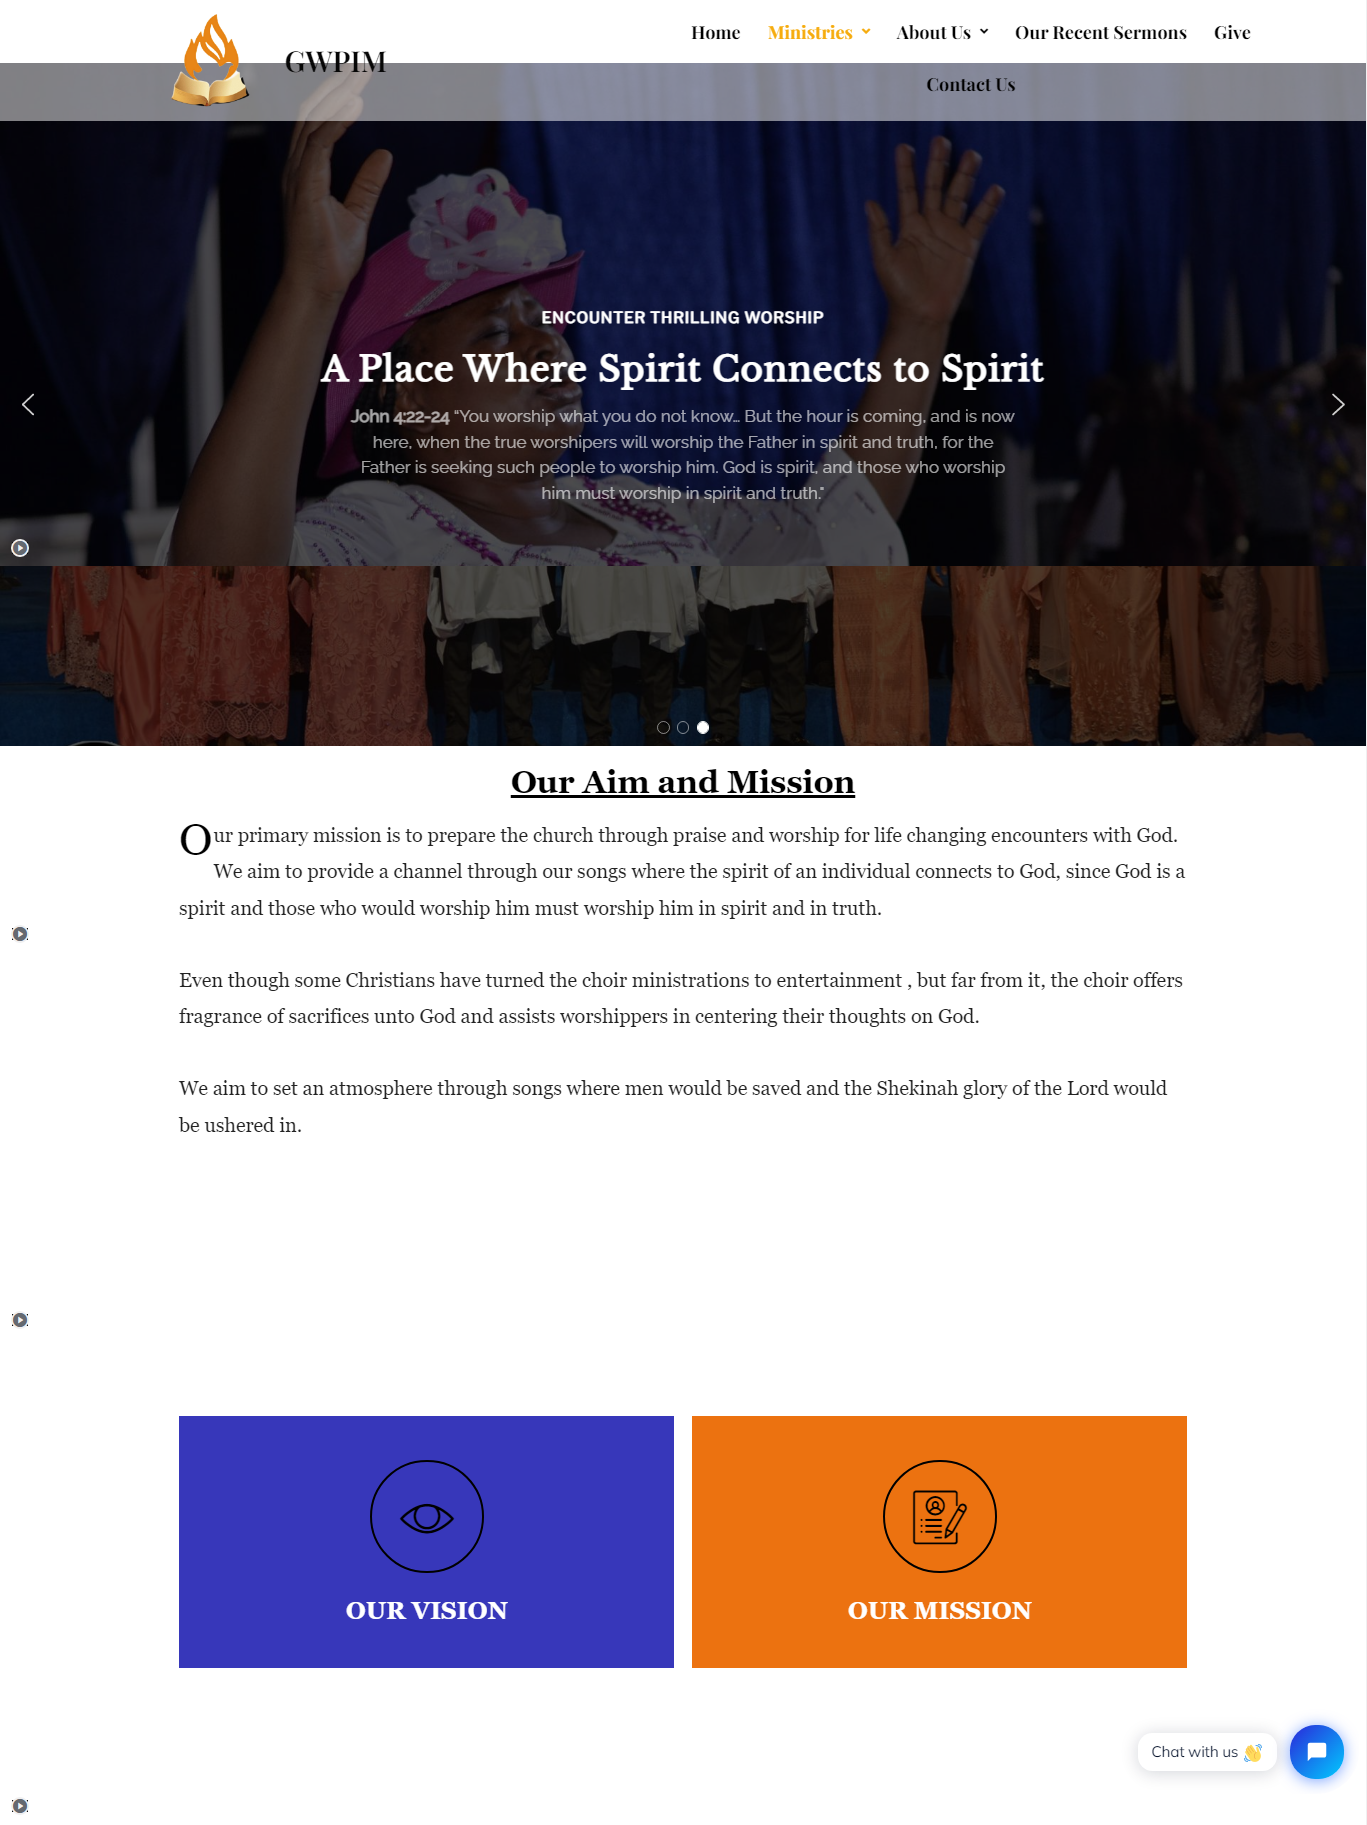 GWPIM
Home
Ministries
About Us
Our Recent Sermons
Give
Contact Us
ENCOUNTER THRILLING WORSHIP
A Place Where Spirit Connects to Spirit
John 4:22-24 “You worship what you do not know... But the hour is coming, and is now
here, when the true worshipers will worship the Father in spirit and truth, for the
Father is seeking such people to worship him. God is spirit, and those who worship
him must worship in spirit and truth."
Our Aim and Mission
Our primary mission is to prepare the church through praise and worship for life changing encounters with God.
We aim to provide a channel through our songs where the spirit of an individual connects to God, since God is a
spirit and those who would worship him must worship him in spirit and in truth.
Even though some Christians have turned the choir ministrations to entertainment , but far from it, the choir offers
fragrance of sacrifices unto God and assists worshippers in centering their thoughts on God.
We aim to set an atmosphere through songs where men would be saved and the Shekinah glory of the Lord would
be ushered in.
OUR VISION
OUR MISSION
Chat with us 👋